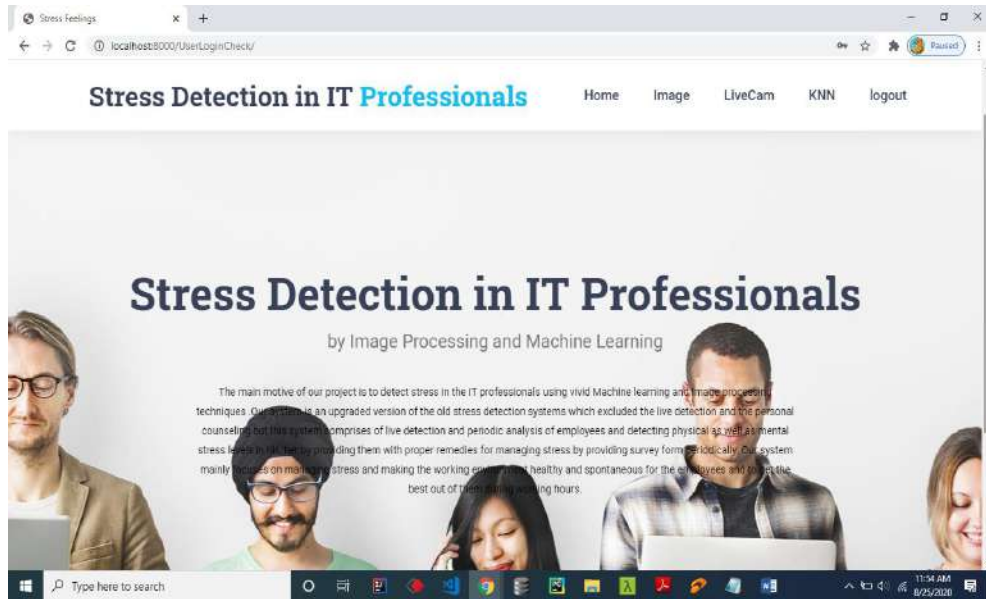 Stress Feelings
localhost:8000/UserLoginCheck/
Paused
Stress Detection in IT Professionals
Home Image LiveCam KNN logout
Stress Detection in IT Professionals
by Image Processing and Machine Learning
The main motive of our project is to detect stress in the IT professionals using vivid Machine learning and Image processing
techniques .Our system is an upgraded version of the old stress detection systems which excluded the live detection and the personal
counseling but this system comprises of live detection and periodic analysis of employees and detecting physical as well as mental
stress levels in by providing them with proper remedies for managing stress by providing survey form periodically. Our system
mainly focuses on managing stress and making the working environment healthy and spontaneous for the employees and to get the
best out of them during working hours.
Type here to search
11:54 AM
8/25/2020